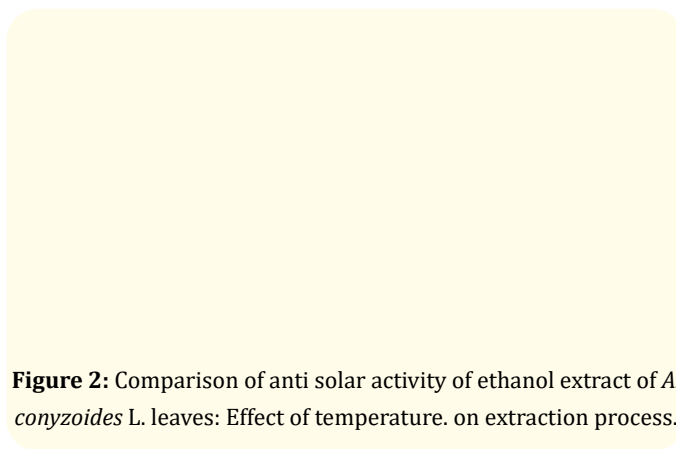 Figure 2: Comparison of anti solar activity of ethanol extract of A.
conyzoides L. leaves: Effect of temperature. on extraction process.